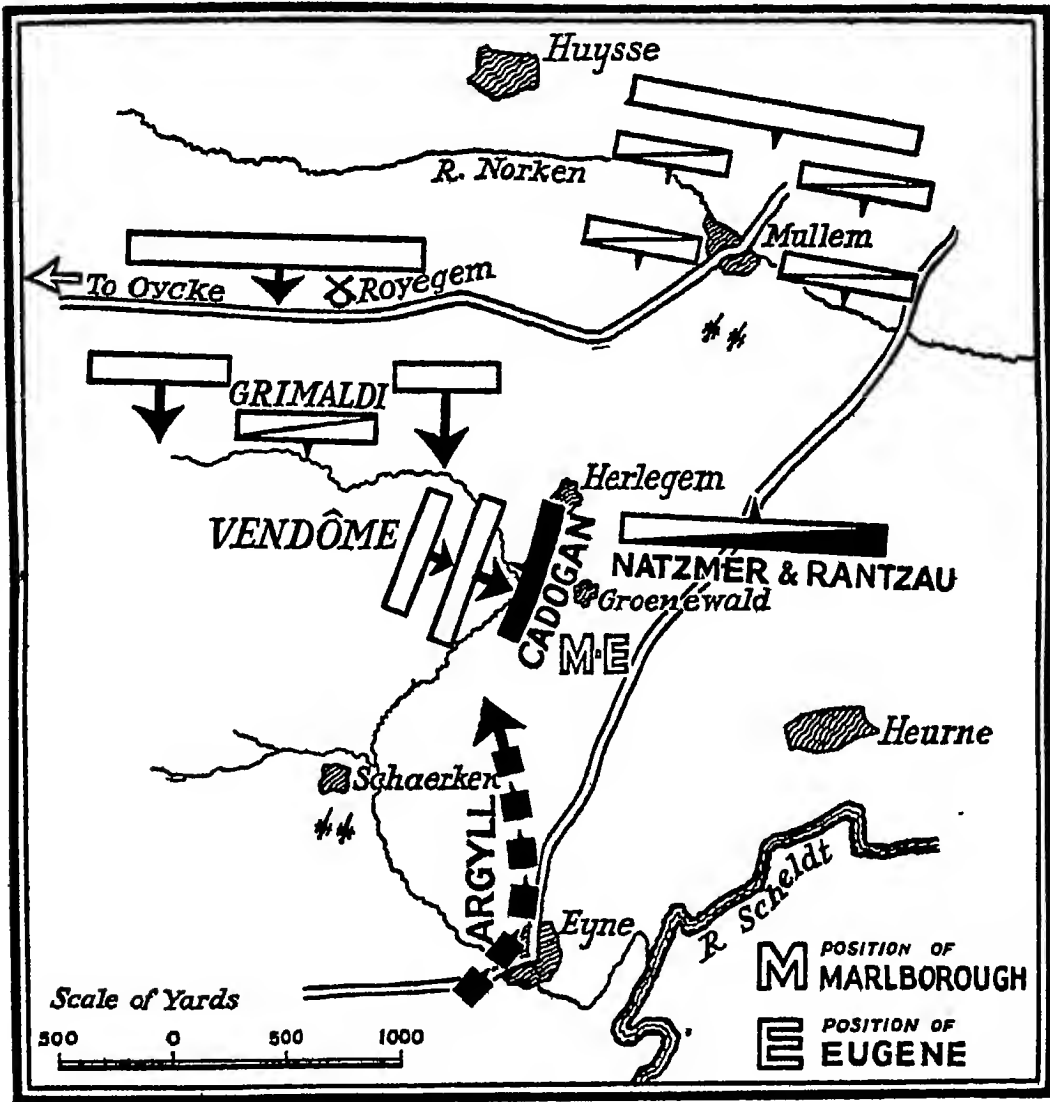 Huysse
R. Norken
Mullem
To Oycke
Royegem
GRIMALDI
Herlegem
VENDÔME
CADOGAN
NATZMER & RANTZAU
Groenewald
M·E
Heurne
Schaerken
ARGYLL
R Scheldt
Eyne
M POSITION OF
MARLBOROUGH
E POSITION OF
EUGENE
Scale of Yards
500 0 500 1000